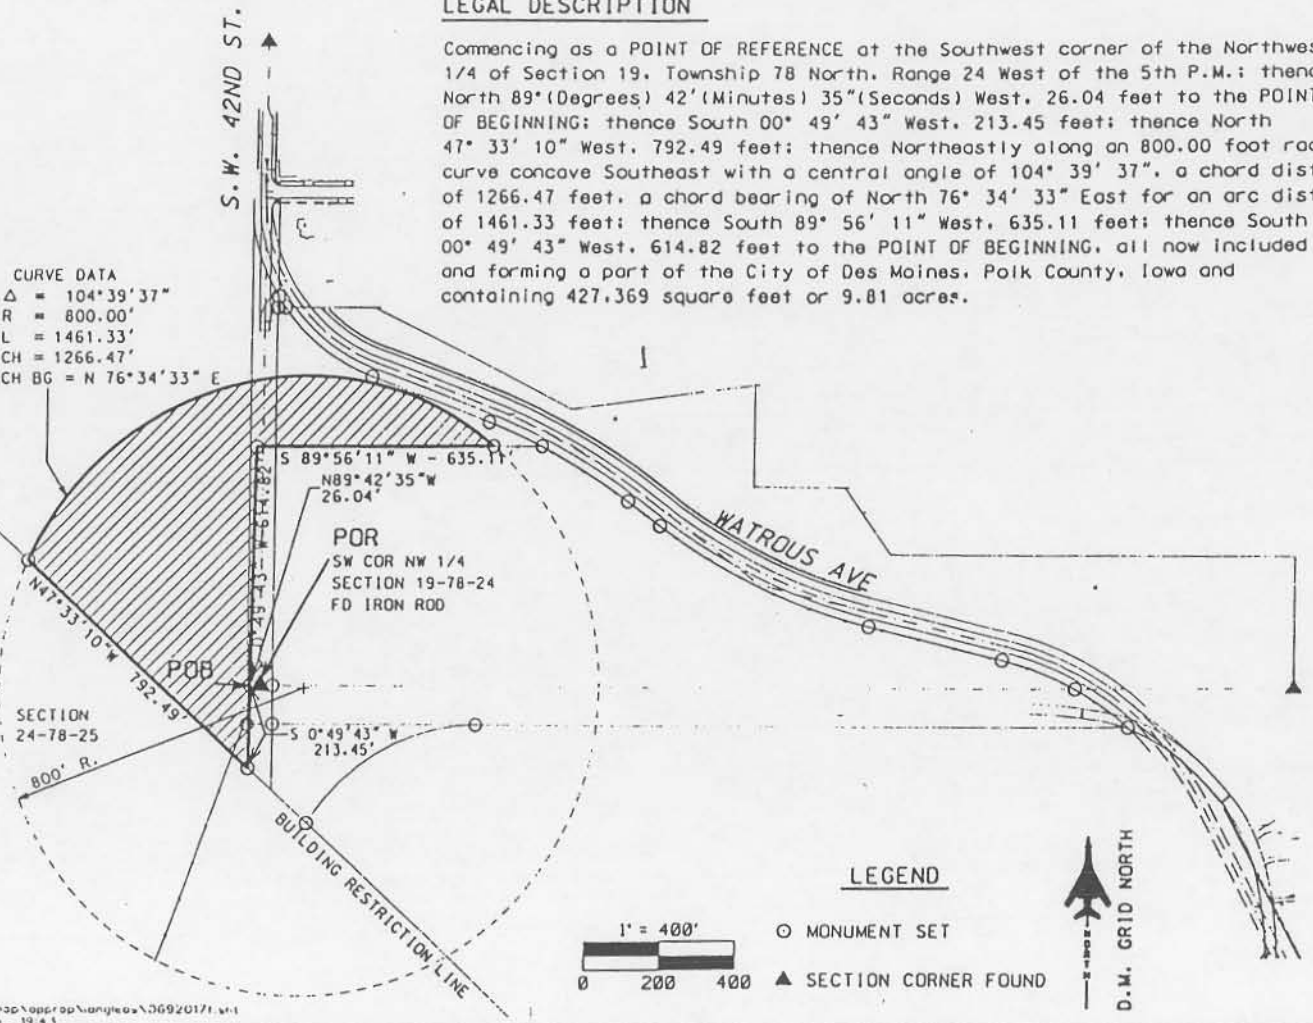 LEGAL DESCRIPTION
Commencing as a POINT OF REFERENCE at the Southwest corner of the Northwes
1/4 of Section 19, Township 78 North, Range 24 West of the 5th P.M.; thenc
North 89°(Degrees) 42'(Minutes) 35"(Seconds) West, 26.04 feet to the POINT
OF BEGINNING; thence South 00° 49' 43" West, 213.45 feet; thence North
47° 33' 10" West, 792.49 feet; thence Northeastly along an 800.00 foot rad
curve concave Southeast with a central angle of 104° 39' 37", a chord dist
of 1266.47 feet, a chord bearing of North 76° 34' 33" East for an arc dist
of 1461.33 feet; thence South 89° 56' 11" West, 635.11 feet; thence South
00° 49' 43" West, 614.82 feet to the POINT OF BEGINNING, all now included
and forming a part of the City of Des Moines, Polk County, Iowa and
containing 427,369 square feet or 9.81 acres.
S.W. 42ND ST.
CURVE DATA
Δ = 104°39'37"
R = 800.00'
L = 1461.33'
CH = 1266.47'
CH BG = N 76°34'33" E
S 89°56'11" W - 635.11'
N89°42'35"W
26.04'
0°49'43" W 614.82'
POR
SW COR NW 1/4
SECTION 19-78-24
FD IRON ROD
WATROUS AVE
N47°33'10"W 792.49'
POB
SECTION
24-78-25
S 0°49'43" W
213.45'
800' R.
BUILDING RESTRICTION LINE
LEGEND
1" = 400'
0 200 400
○ MONUMENT SET
▲ SECTION CORNER FOUND
NORTH
D.M. GRID NORTH